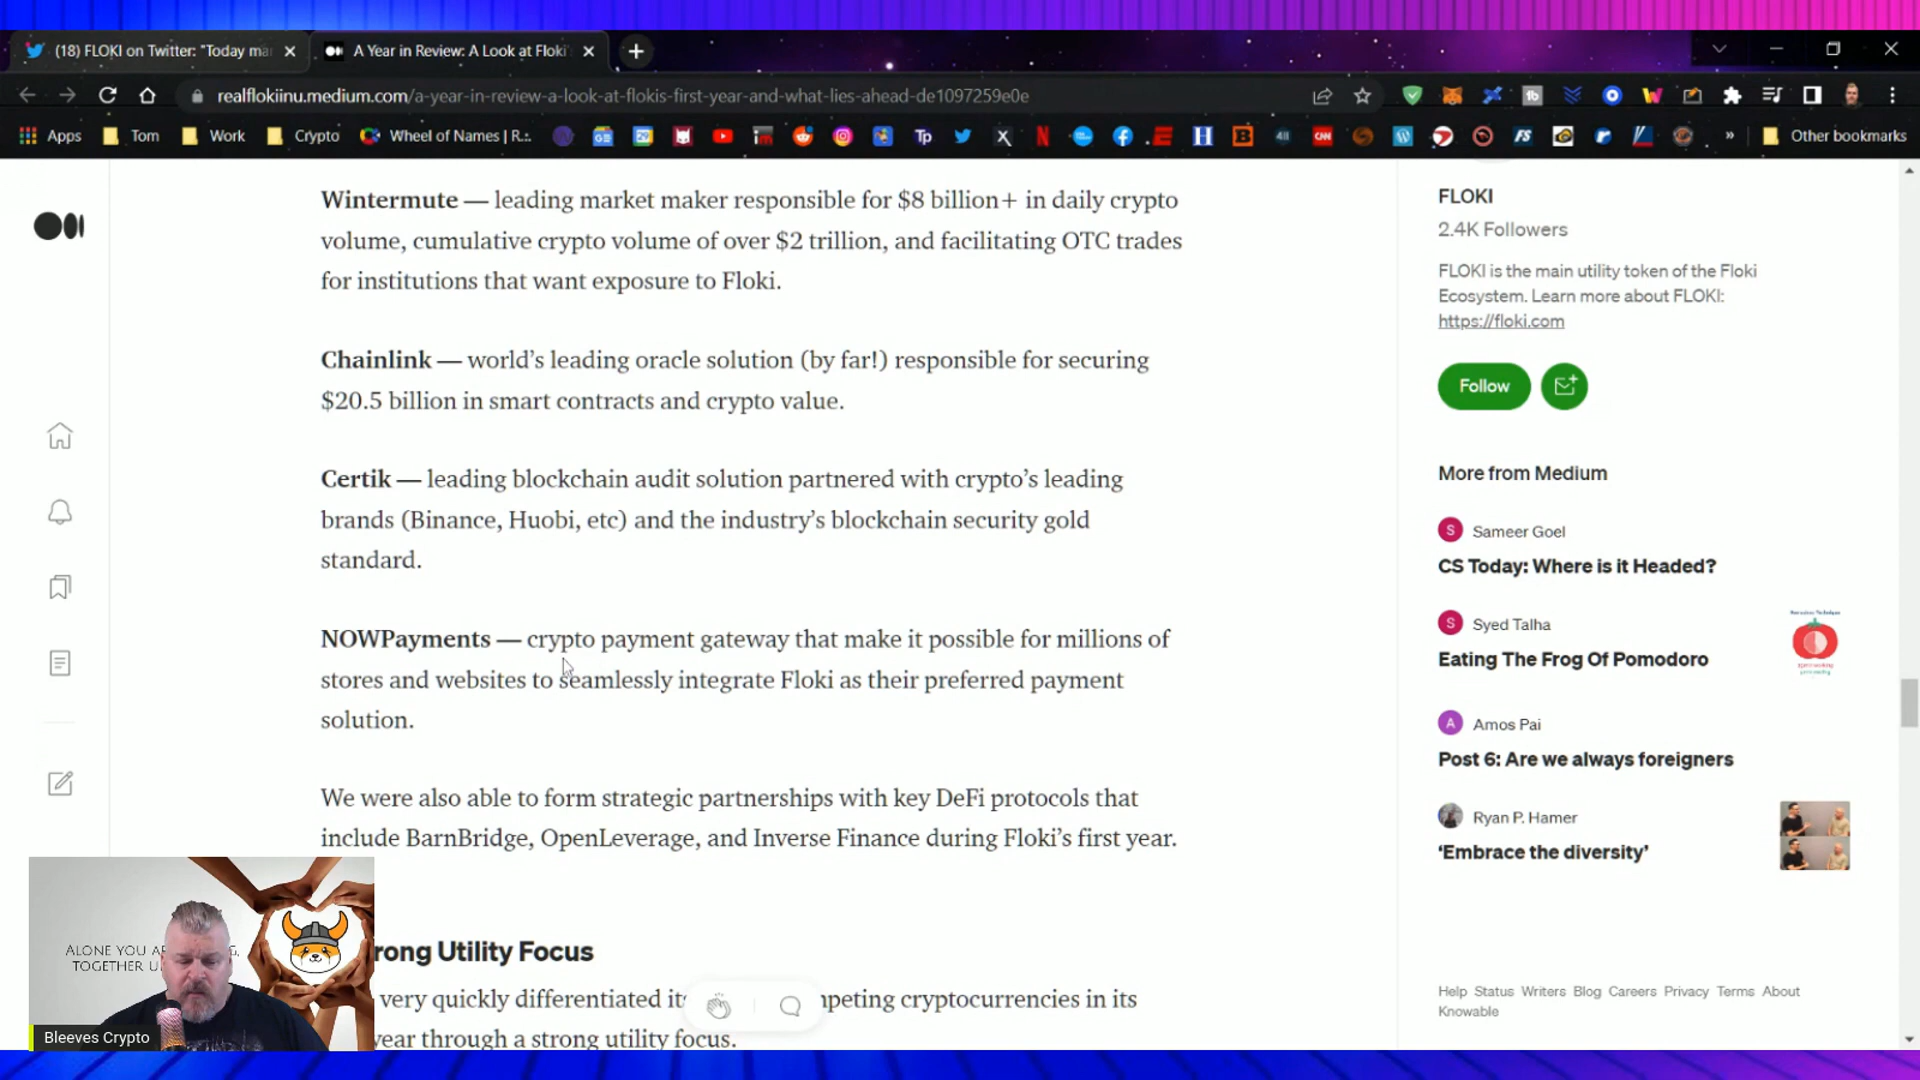 (18) FLOKI on Twitter: "Today ma
A Year in Review: A Look at Floki'
realflokiinu.medium.com/a-year-in-review-a-look-at-flokis-first-year-and-what-lies-ahead-de1097259e0e
Apps Tom Work Crypto Wheel of Names | R... Other bookmarks
Wintermute — leading market maker responsible for $8 billion+ in daily crypto
volume, cumulative crypto volume of over $2 trillion, and facilitating OTC trades
for institutions that want exposure to Floki.
Chainlink — world's leading oracle solution (by far!) responsible for securing
$20.5 billion in smart contracts and crypto value.
Certik — leading blockchain audit solution partnered with crypto's leading
brands (Binance, Huobi, etc) and the industry's blockchain security gold
standard.
NOWPayments — crypto payment gateway that make it possible for millions of
stores and websites to seamlessly integrate Floki as their preferred payment
solution.
We were also able to form strategic partnerships with key DeFi protocols that
include BarnBridge, OpenLeverage, and Inverse Finance during Floki's first year.
rong Utility Focus
very quickly differentiated its mpeting cryptocurrencies in its
year through a strong utility focus.
FLOKI
2.4K Followers
FLOKI is the main utility token of the Floki
Ecosystem. Learn more about FLOKI:
https://floki.com
Follow
More from Medium
S Sameer Goel
CS Today: Where is it Headed?
S Syed Talha
Eating The Frog Of Pomodoro
A Amos Pai
Post 6: Are we always foreigners
Ryan P. Hamer
'Embrace the diversity'
Help Status Writers Blog Careers Privacy Terms About
Knowable
ALONE YOU AR
TOGETHER
Bleeves Crypto